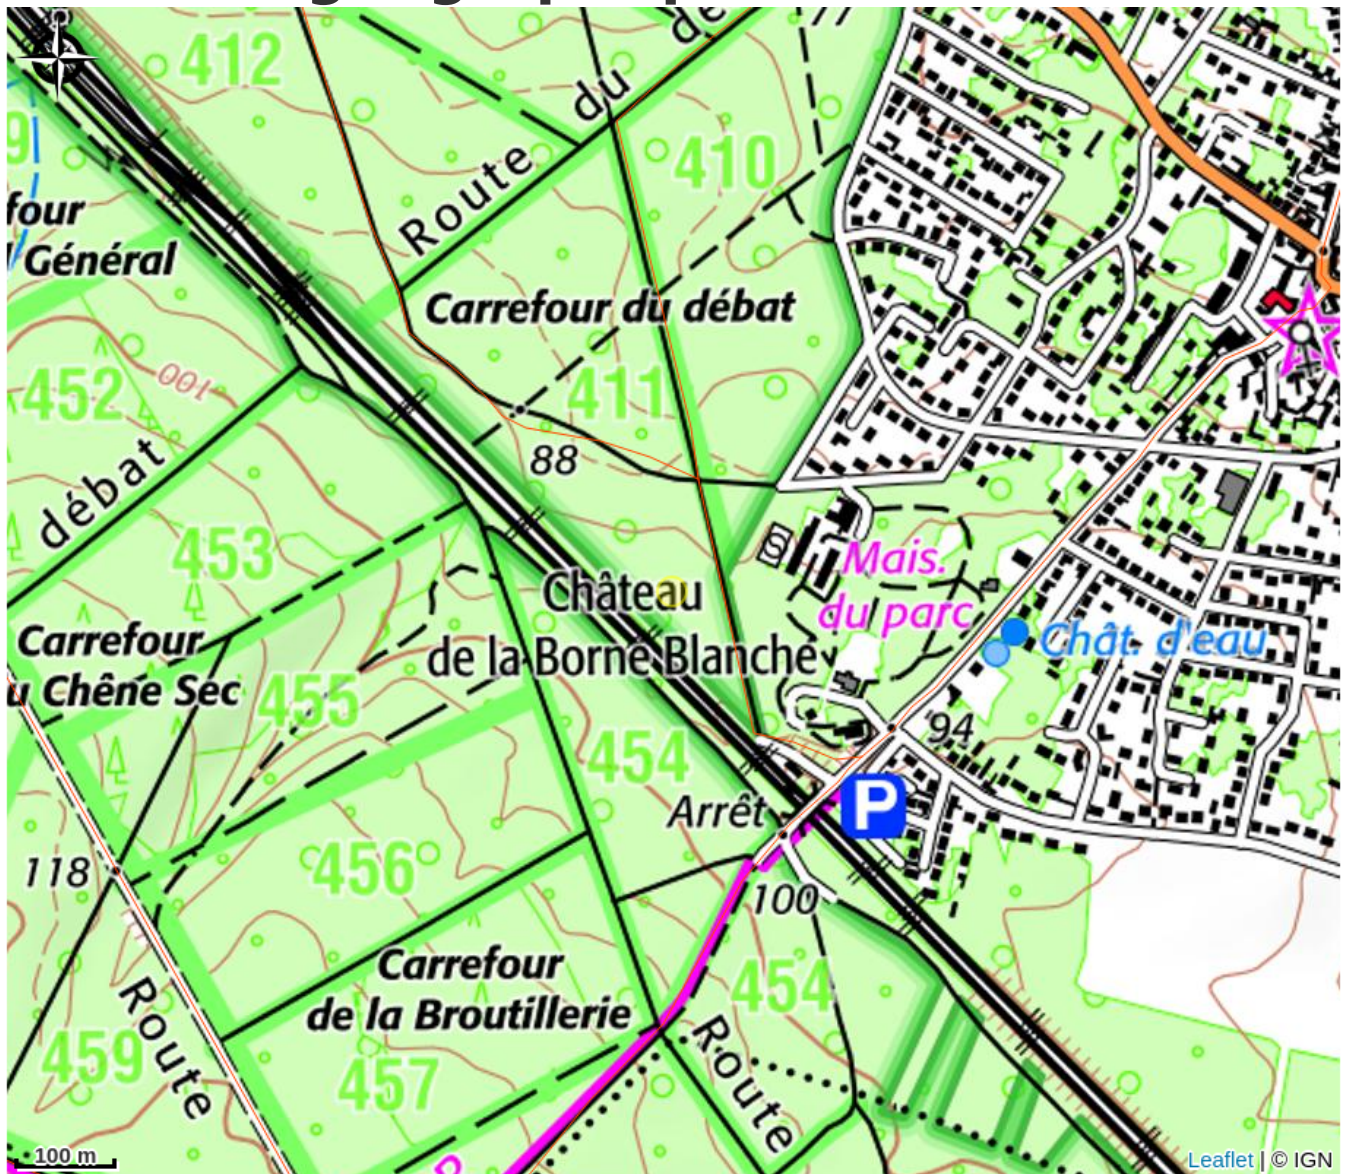 412
de
du
410
Route
9
four
Général
Carrefour du débat
452
100
411
88
débat
453
Mais.
du parc
Château
de la Borne Blanche
Chât. d'eau
Carrefour
u Chêne Sec
455
94
454
Arrêt
P
118
456
100
Carrefour
de la Broutillerie
454
Route
Route
459
457
100 m
Leaflet | © IGN